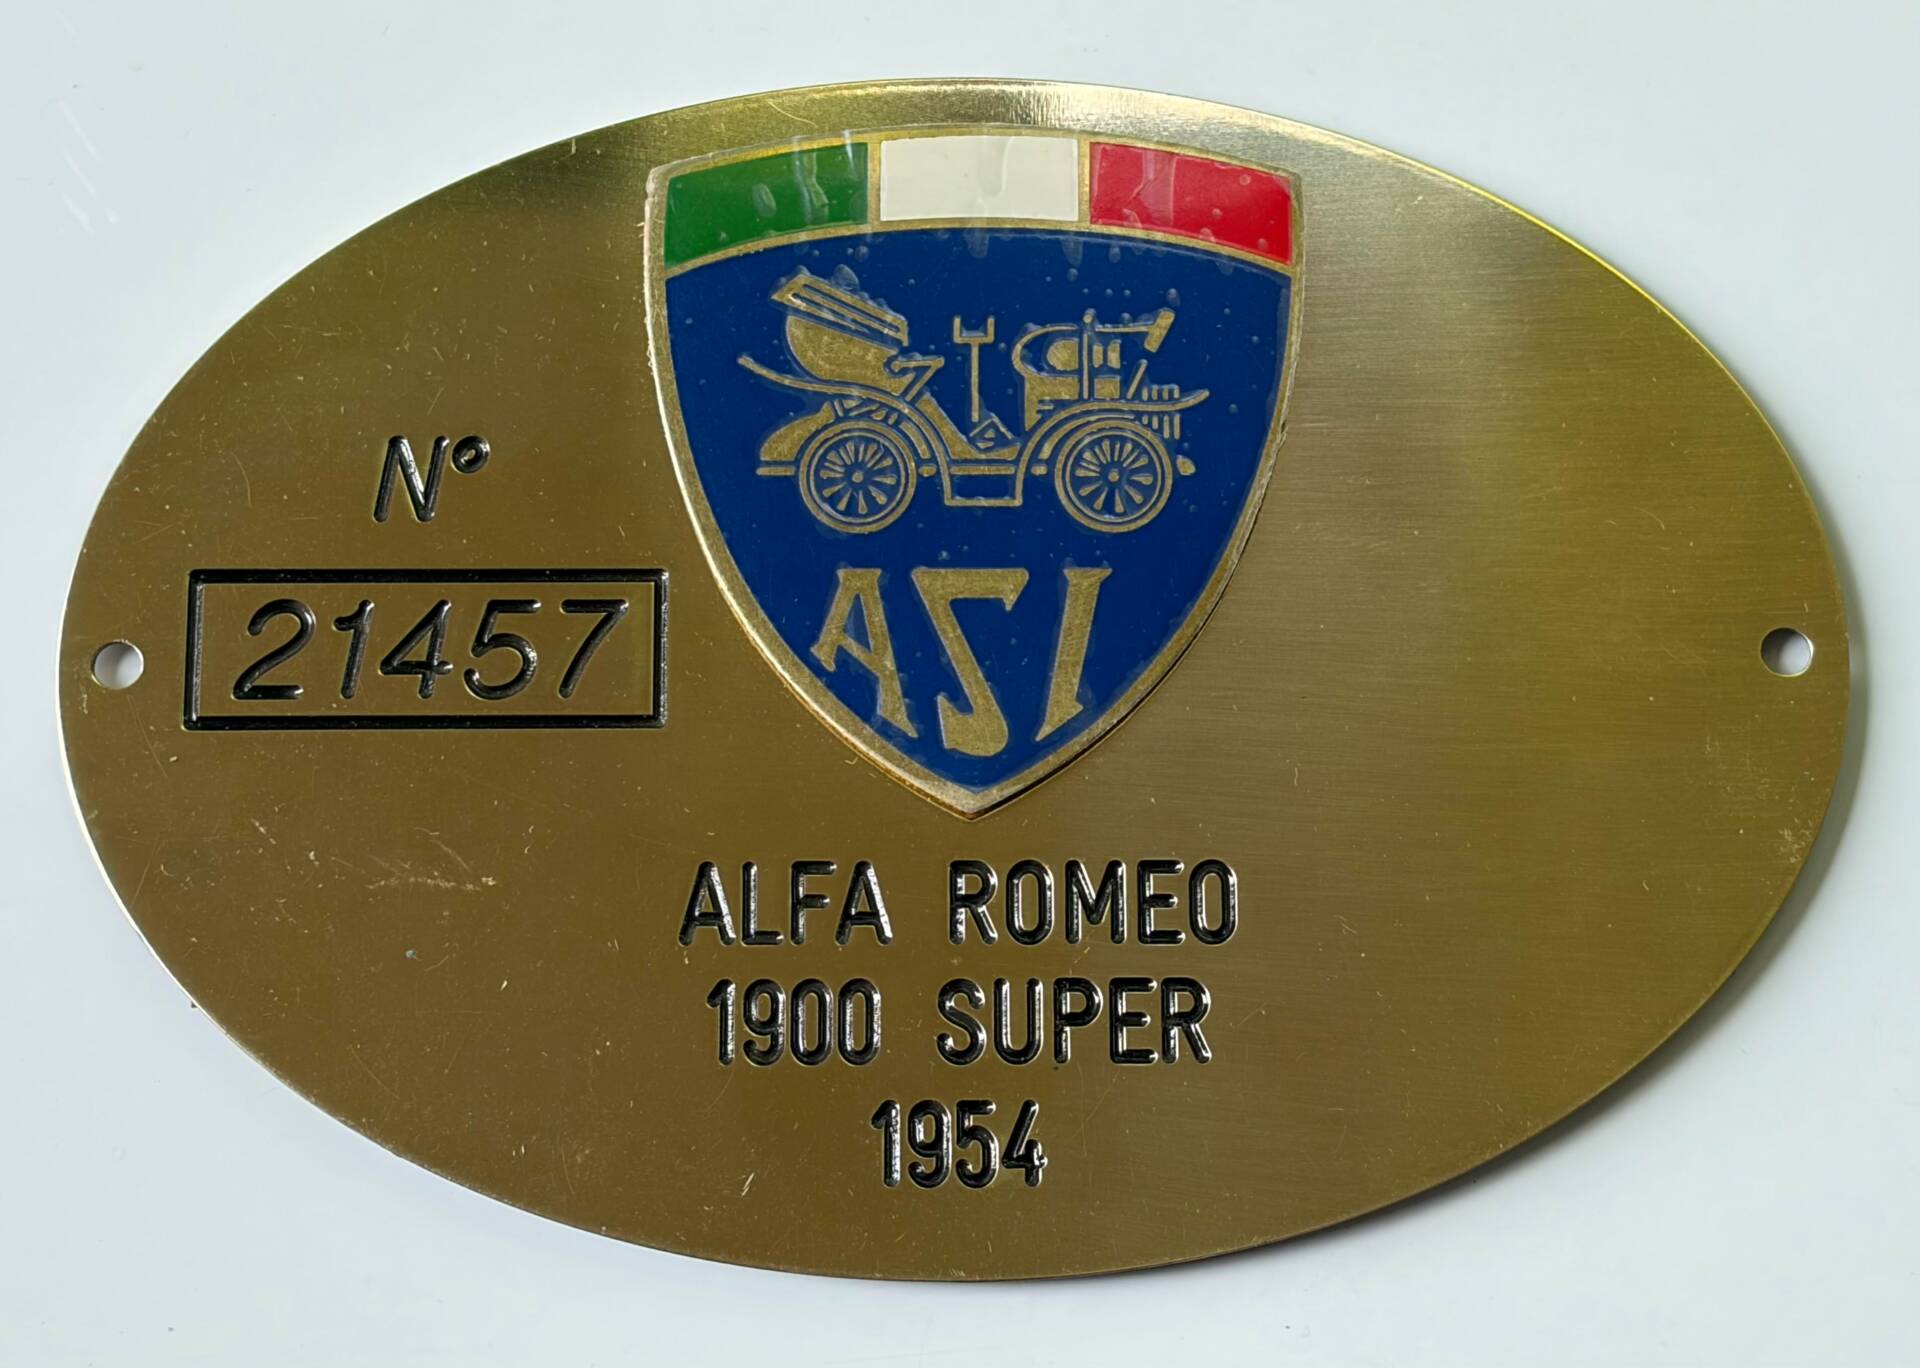 N°
21457
ASI
ALFA ROMEO
1900 SUPER
1954